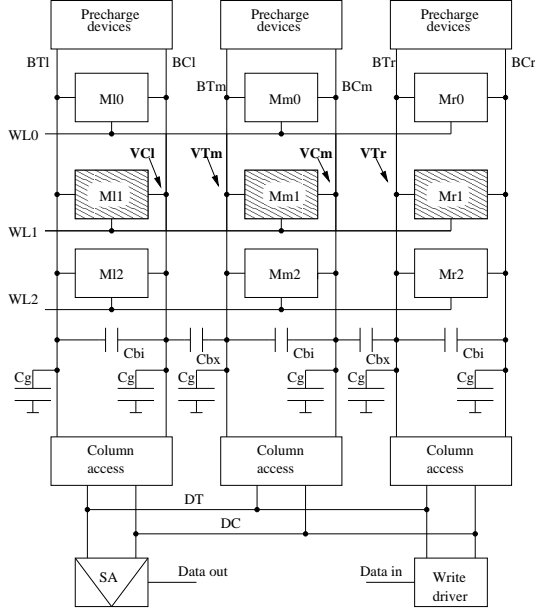 Precharge devices
Precharge devices
Precharge devices
BTl
BCl
BTm
BCm
BTr
BCr
Ml0
Mm0
Mr0
WL0
VCl
VTm
VCm
VTr
Ml1
Mm1
Mr1
WL1
Ml2
Mm2
Mr2
WL2
Cbi
Cbx
Cbi
Cbx
Cbi
Cg
Cg
Cg
Cg
Cg
Cg
Column access
Column access
Column access
DT
DC
SA
Data out
Data in
Write driver